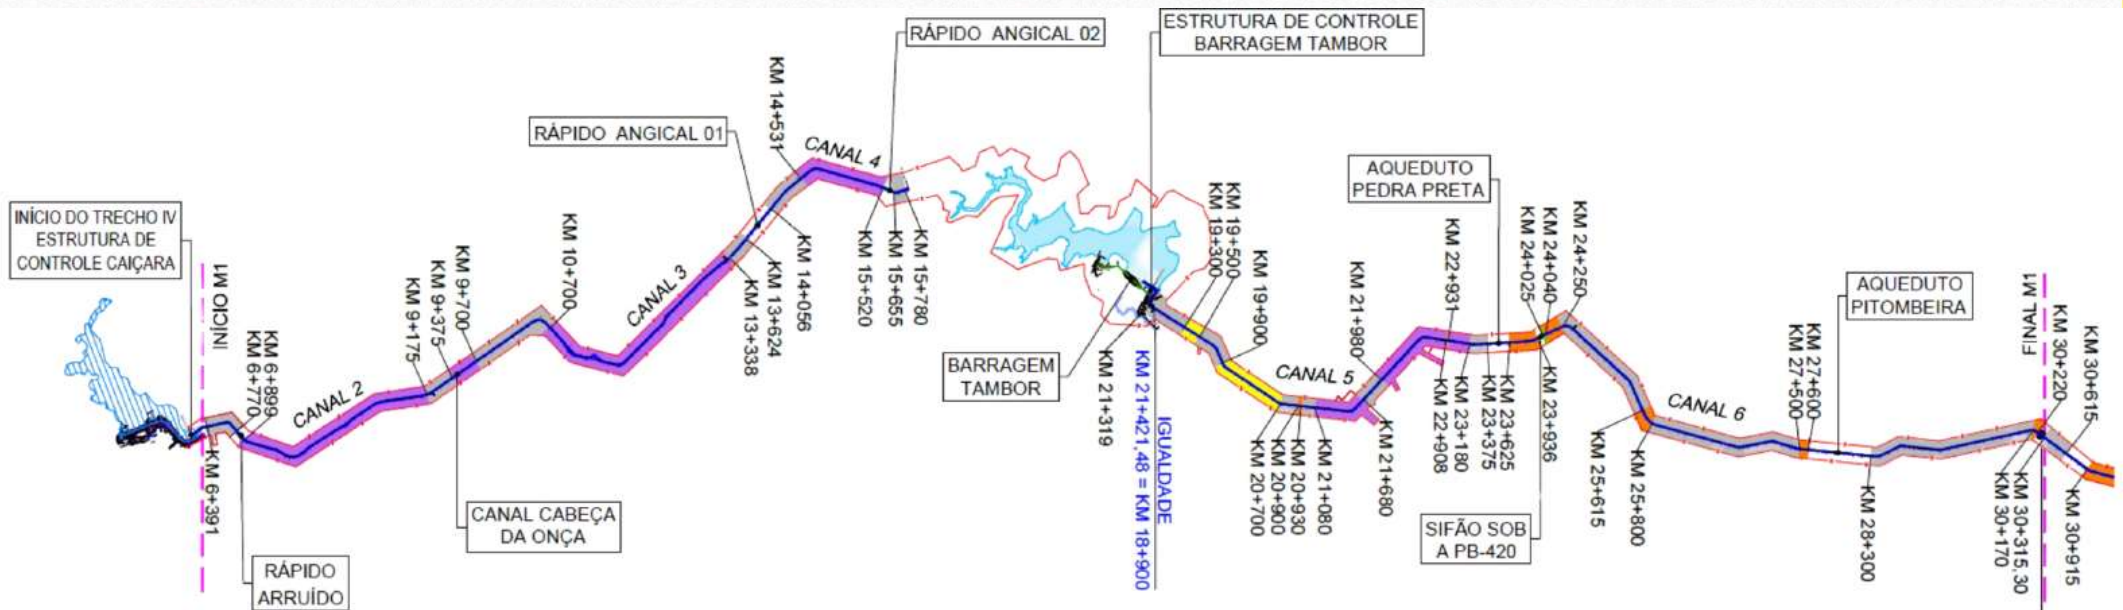 INÍCIO DO TRECHO IV
ESTRUTURA DE
CONTROLE CAIÇARA
INÍCIO M1
KM 6+391
KM 6+770
KM 6+899
RÁPIDO
ARRUÍDO
CANAL 2
KM 9+175
KM 9+375
KM 9+700
CANAL CABEÇA
DA ONÇA
KM 10+700
CANAL 3
RÁPIDO ANGICAL 01
KM 13+338
KM 13+624
KM 14+056
KM 14+531
CANAL 4
RÁPIDO ANGICAL 02
KM 15+520
KM 15+655
KM 15+780
ESTRUTURA DE CONTROLE
BARRAGEM TAMBOR
BARRAGEM
TAMBOR
KM 21+319
KM 21+421,48 = KM 18+900
IGUALDADE
KM 19+300
KM 19+500
KM 19+900
KM 20+700
KM 20+900
KM 20+930
KM 21+080
CANAL 5
KM 21+680
KM 21+980
KM 22+908
KM 22+931
KM 23+180
KM 23+375
KM 23+625
AQUEDUTO
PEDRA PRETA
KM 23+936
KM 24+025
KM 24+040
KM 24+250
SIFÃO SOB
A PB-420
KM 25+615
KM 25+800
CANAL 6
KM 27+500
KM 27+600
AQUEDUTO
PITOMBEIRA
KM 28+300
KM 30+170
KM 30+315,30
FINAL M1
KM 30+220
KM 30+615
KM 30+915